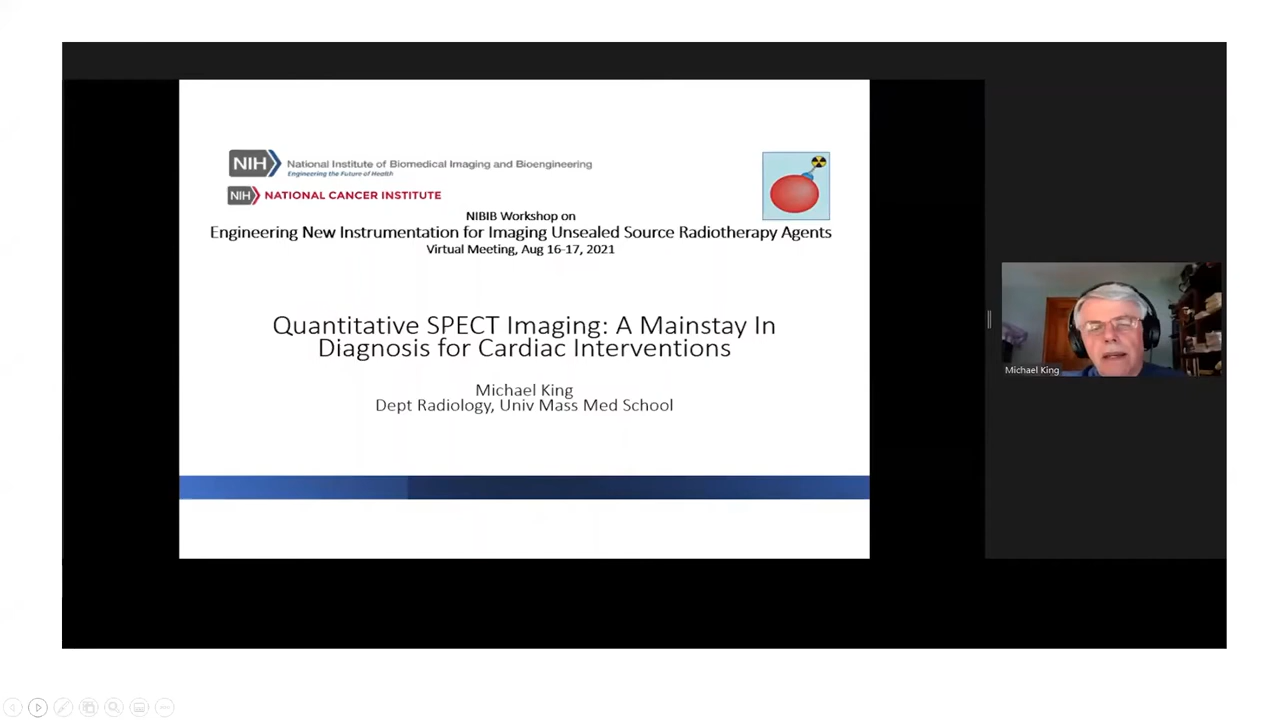 NIH National Institute of Biomedical Imaging and Bioengineering
Engineering the Future of Health
NIH NATIONAL CANCER INSTITUTE
NIBIB Workshop on
Engineering New Instrumentation for Imaging Unsealed Source Radiotherapy Agents
Virtual Meeting, Aug 16-17, 2021
Quantitative SPECT Imaging: A Mainstay In
Diagnosis for Cardiac Interventions
Michael King
Dept Radiology, Univ Mass Med School
Michael King